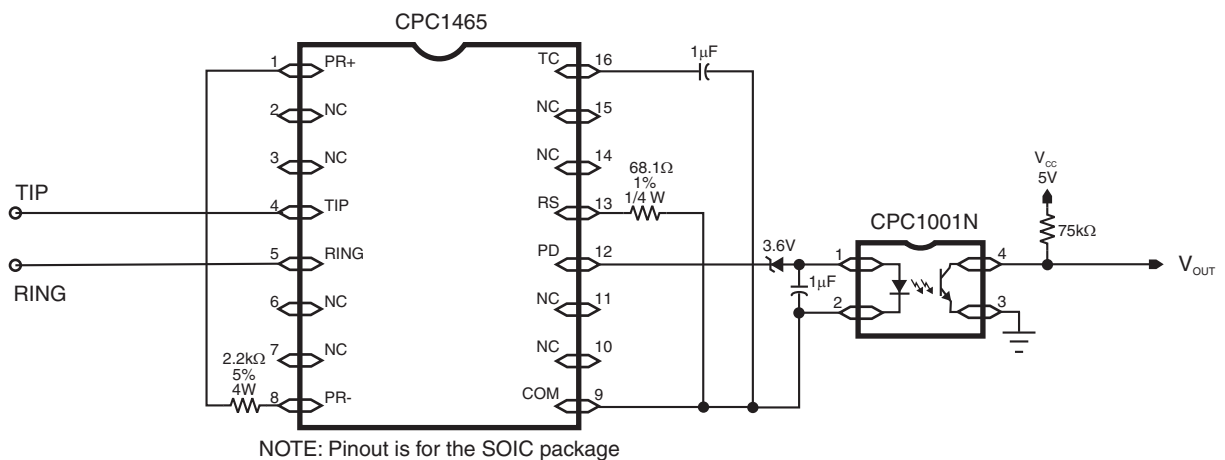 CPC1465
1 PR+
2 NC
3 NC
TIP
4 TIP
5 RING
RING
6 NC
7 NC
2.2kΩ
5%
4W
8 PR-
TC 16
1μF
NC 15
NC 14
68.1Ω
1%
1/4 W
RS 13
PD 12
NC 11
NC 10
COM 9
3.6V
1μF
CPC1001N
1
2
4
3
VCC
5V
75kΩ
VOUT
NOTE: Pinout is for the SOIC package